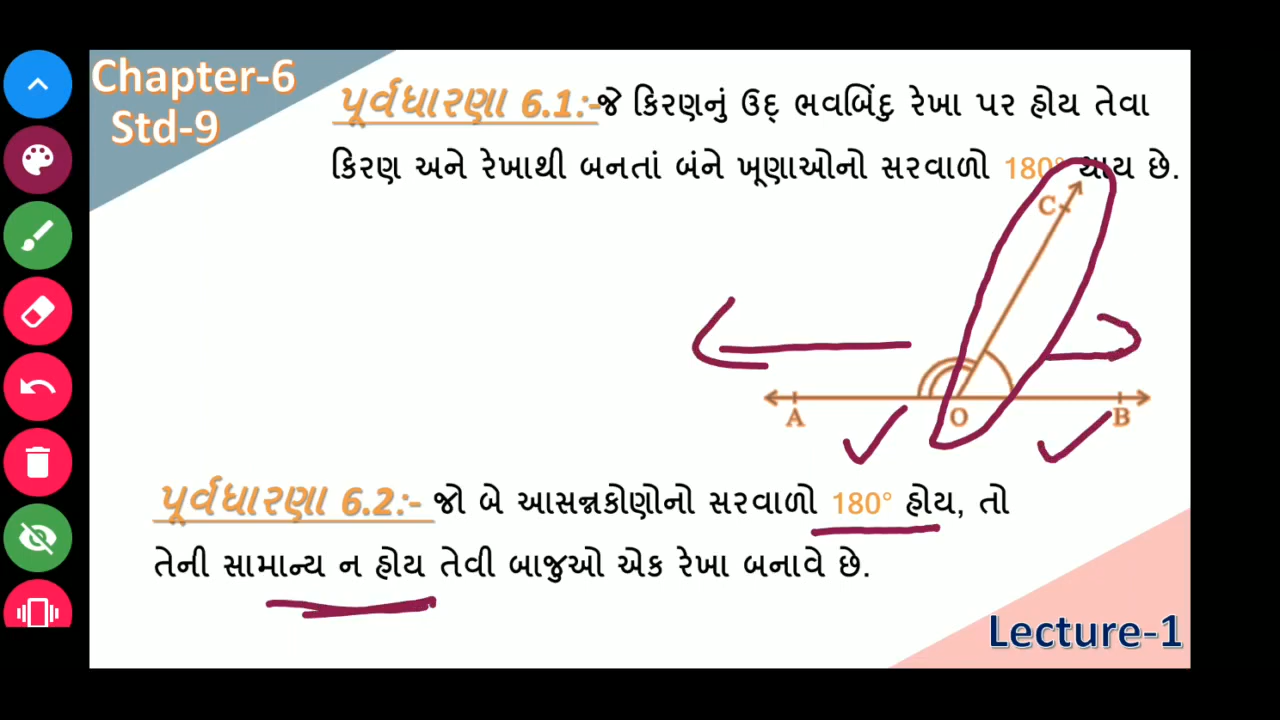 Chapter-6
Std-9
પૂર્વધારણા 6.1:-જે કિરણનું ઉદ્ ભવબિંદુ રેખા પર હોય તેવા
કિરણ અને રેખાથી બનતાં બંને ખૂણાઓનો સરવાળો 180° થાય છે.
C
A
O
B
પૂર્વધારણા 6.2:- જો બે આસન્નકોણોનો સરવાળો 180° હોય, તો
તેની સામાન્ય ન હોય તેવી બાજુઓ એક રેખા બનાવે છે.
Lecture-1